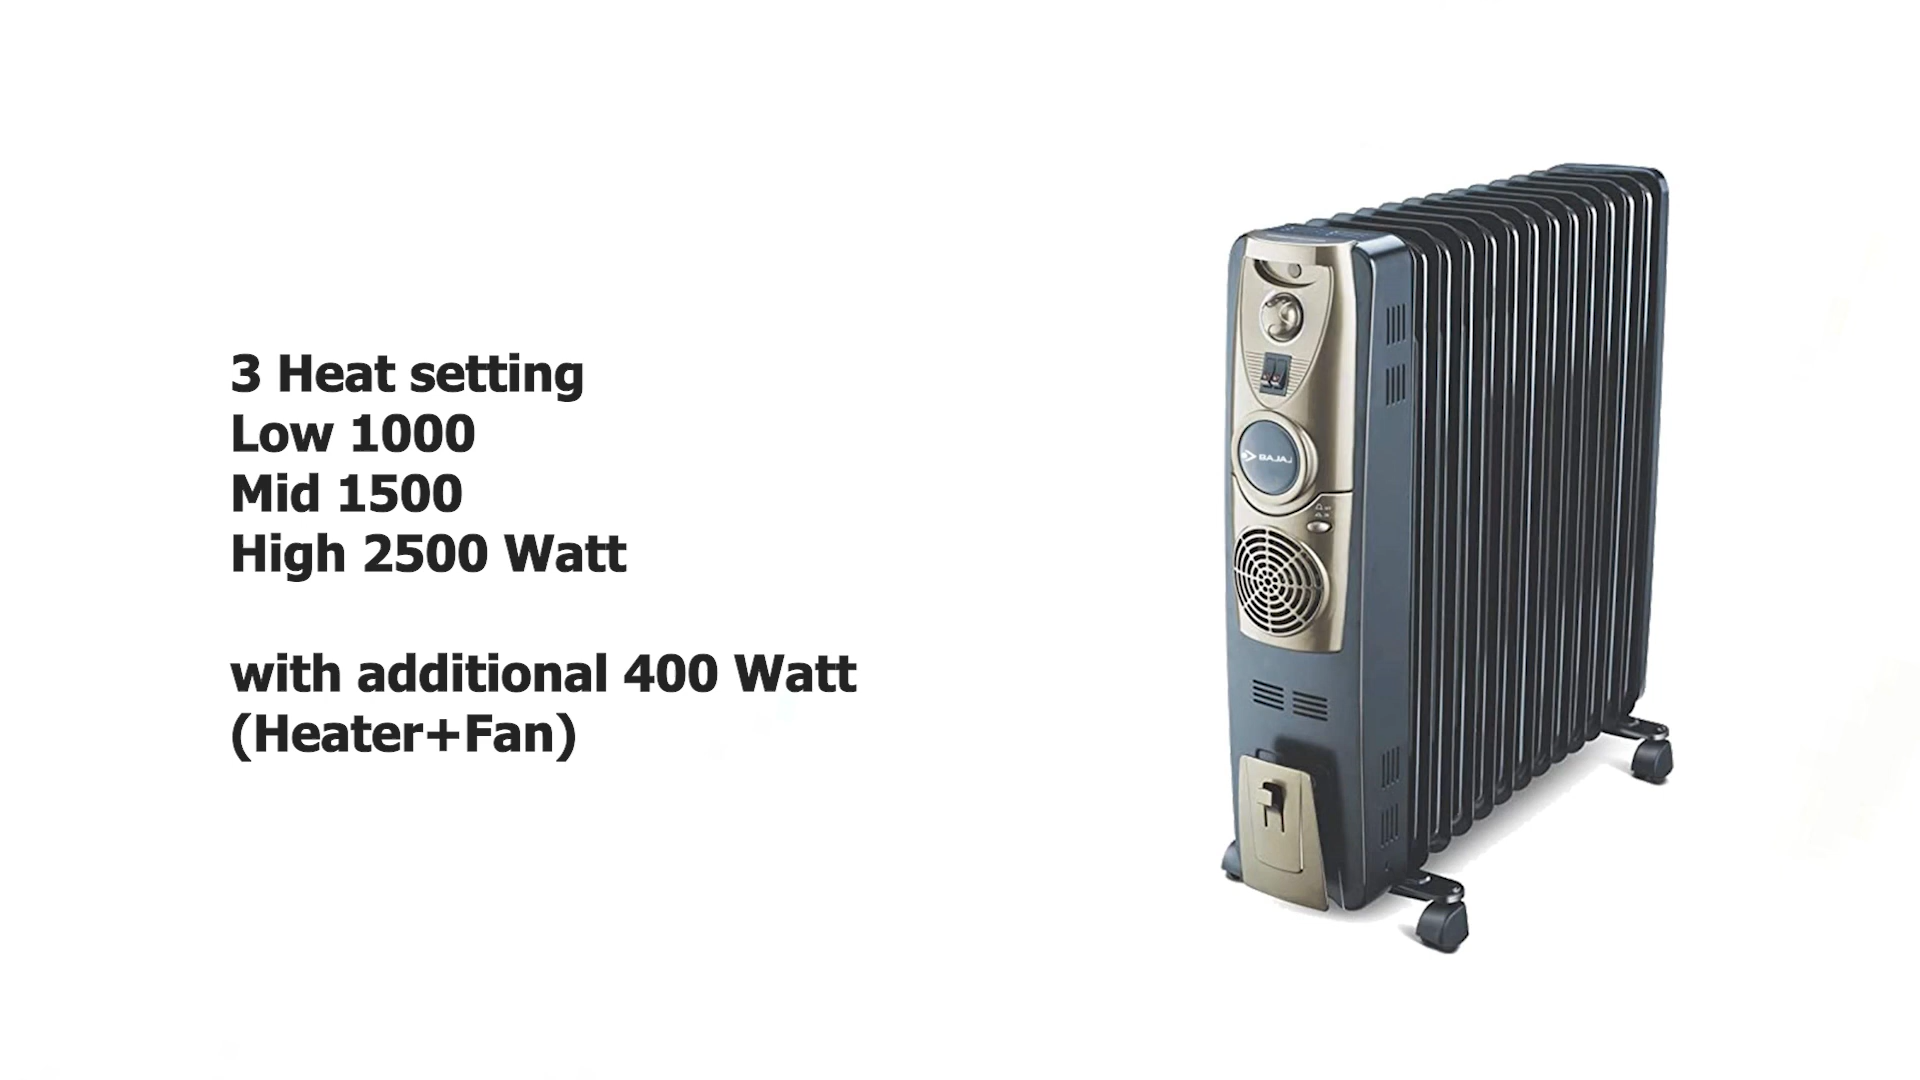 3 Heat setting
Low 1000
Mid 1500
High 2500 Watt
with additional 400 Watt
(Heater+Fan)
BAJAJ